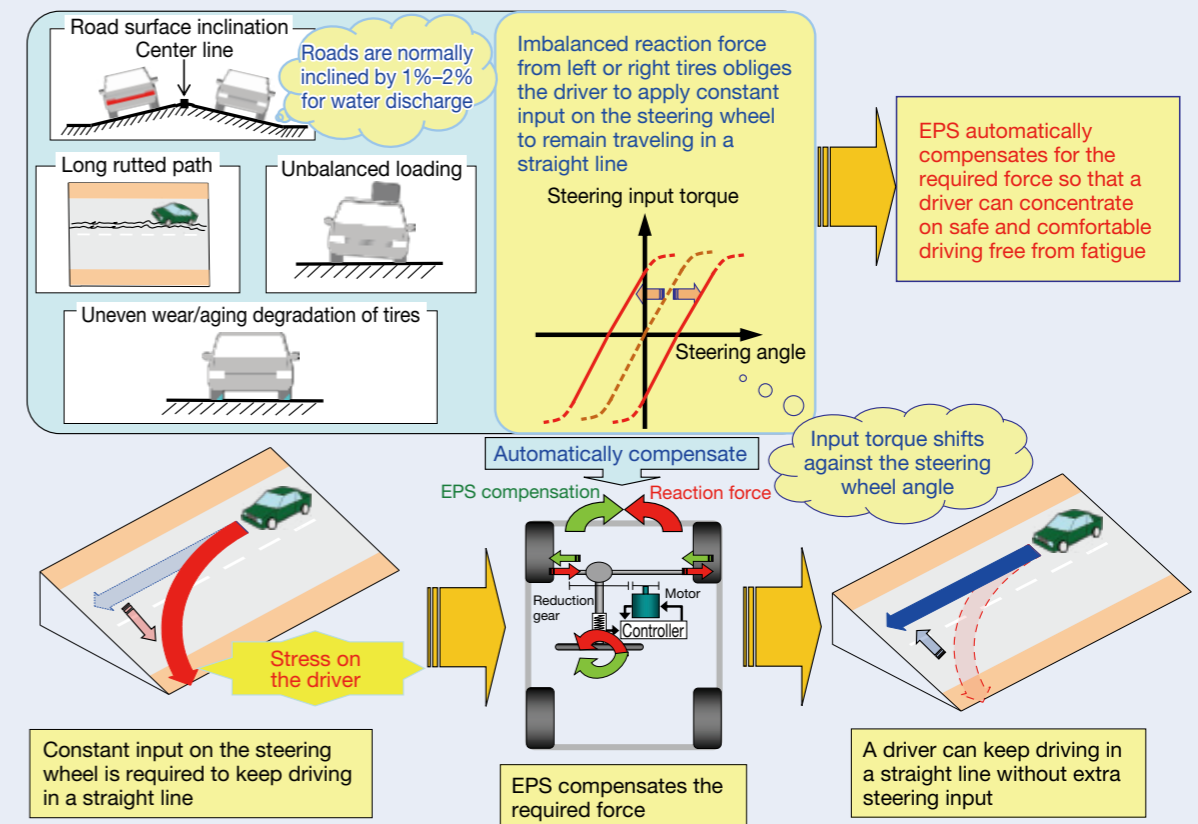 Road surface inclination
Center line
Roads are normally
inclined by 1%–2%
for water discharge
Long rutted path
Unbalanced loading
Uneven wear/aging degradation of tires
Imbalanced reaction force
from left or right tires obliges
the driver to apply constant
input on the steering wheel
to remain traveling in a
straight line
Steering input torque
Steering angle
EPS automatically
compensates for the
required force so that a
driver can concentrate
on safe and comfortable
driving free from fatigue
Input torque shifts
against the steering
wheel angle
Automatically compensate
EPS compensation
Reaction force
Reduction
gear
Motor
Controller
Stress on
the driver
Constant input on the steering
wheel is required to keep driving
in a straight line
EPS compensates the
required force
A driver can keep driving in
a straight line without extra
steering input